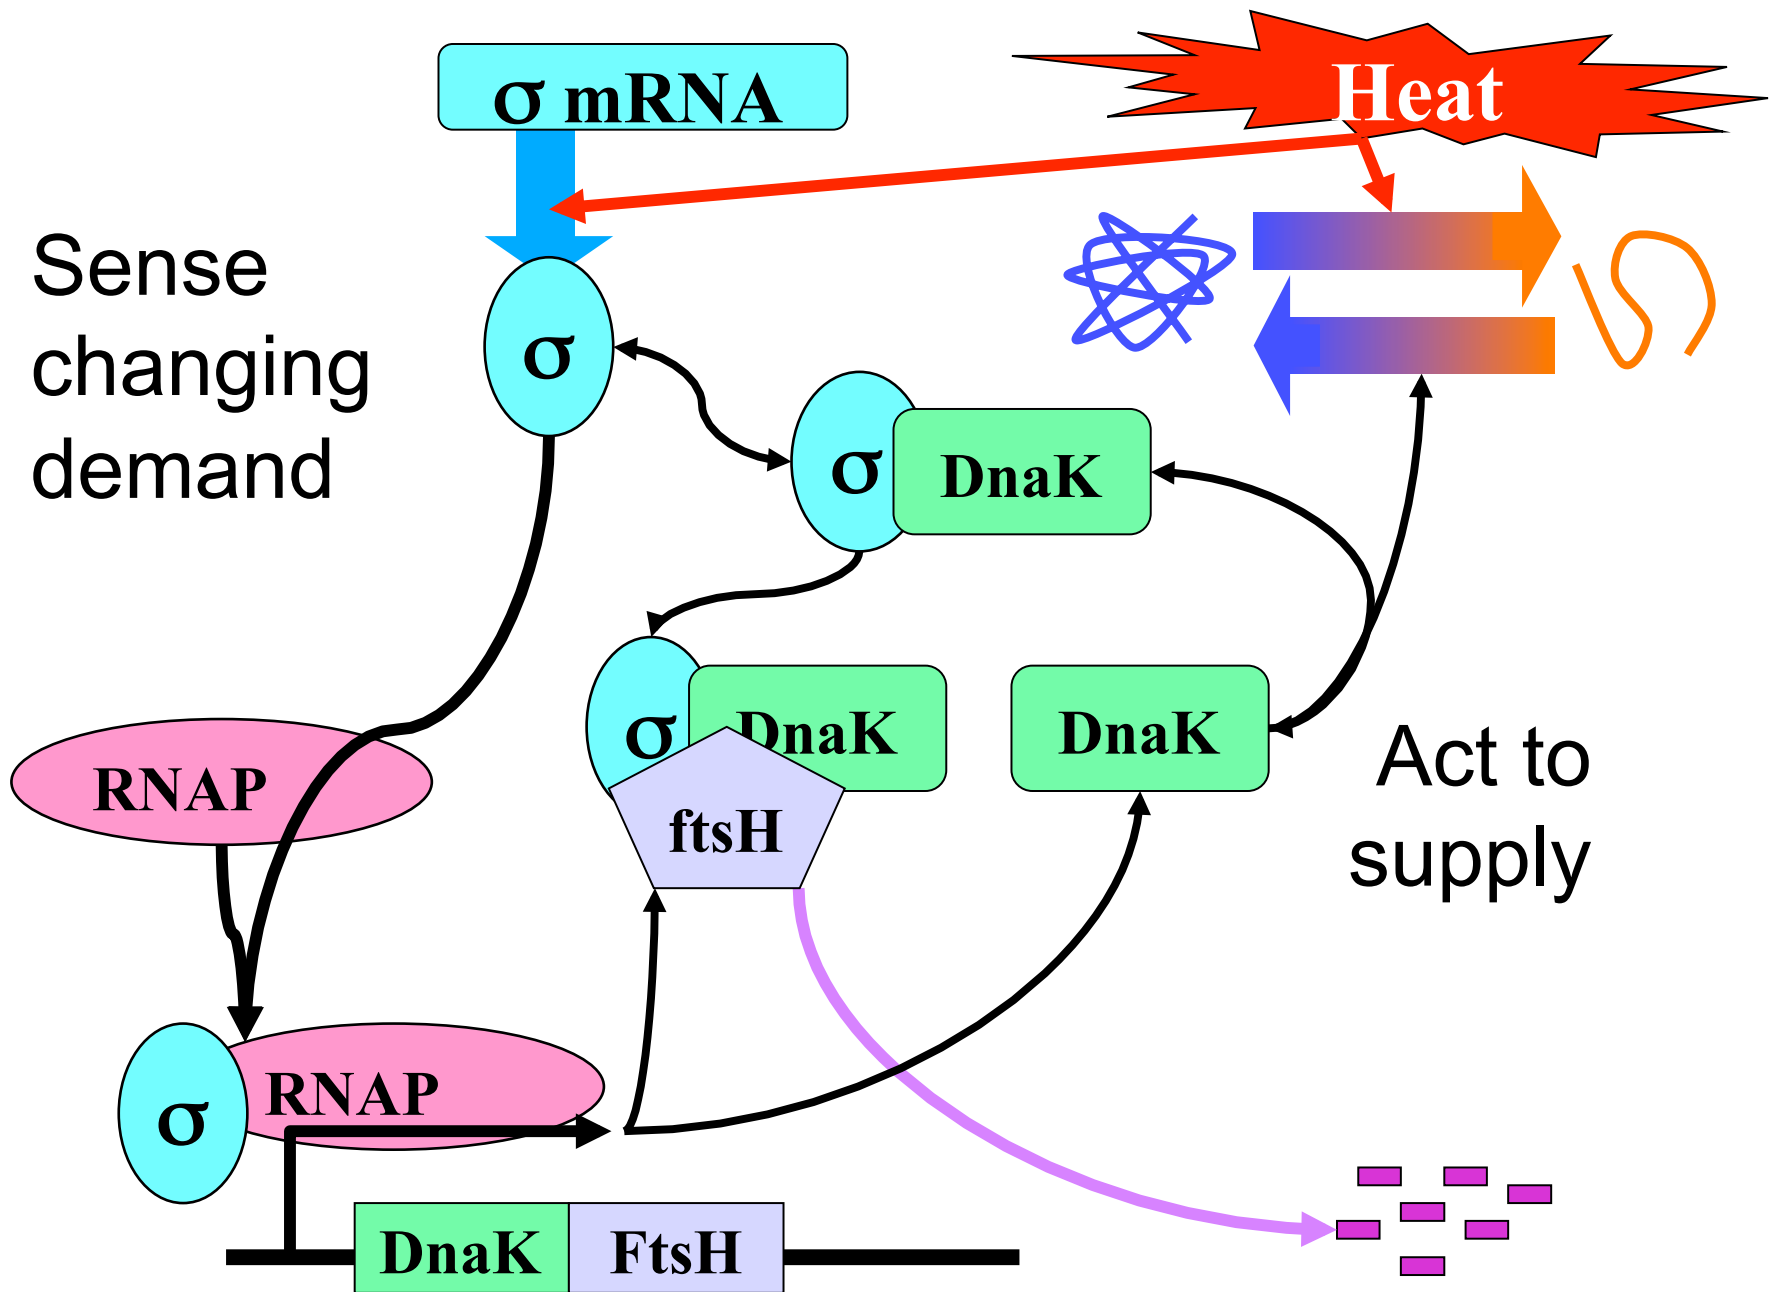 σ mRNA
Heat
Sense
changing
demand
σ
σ
DnaK
σ
DnaK
DnaK
ftsH
RNAP
Act to
supply
σ
RNAP
DnaK
FtsH